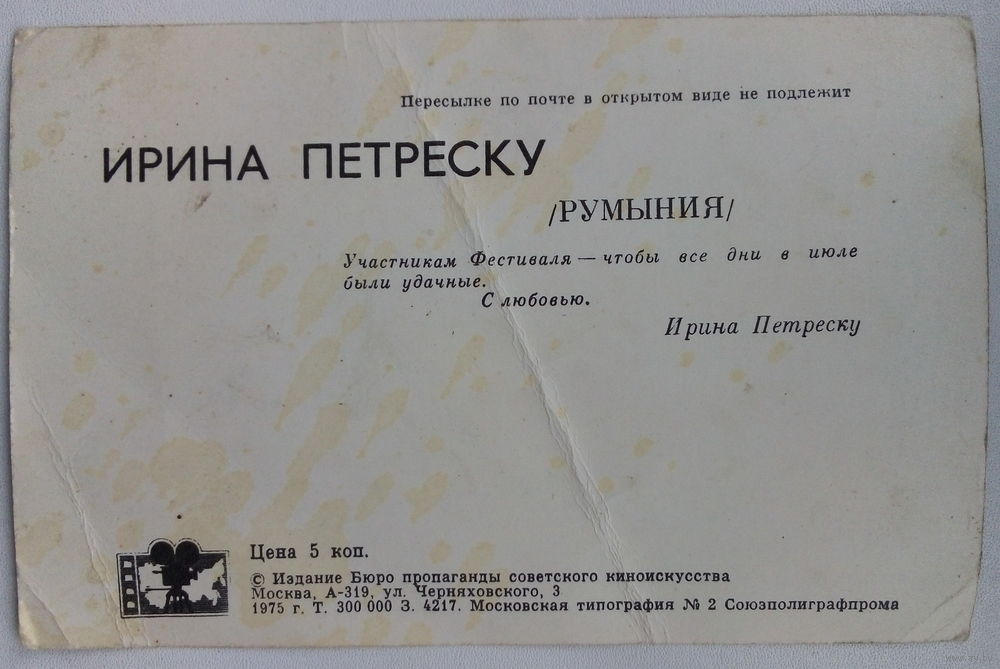 Пересылке по почте в открытом виде не подлежит
ИРИНА ПЕТРЕСКУ
/РУМЫНИЯ/
Участникам Фестиваля — чтобы все дни в июле
были удачные.
С любовью.
Ирина Петреску
Цена 5 коп.
© Издание Бюро пропаганды советского киноискусства
Москва, А-319, ул. Черняховского, 3
1975 г. Т. 300 000 З. 4217. Московская типография № 2 Союзполиграфпрома